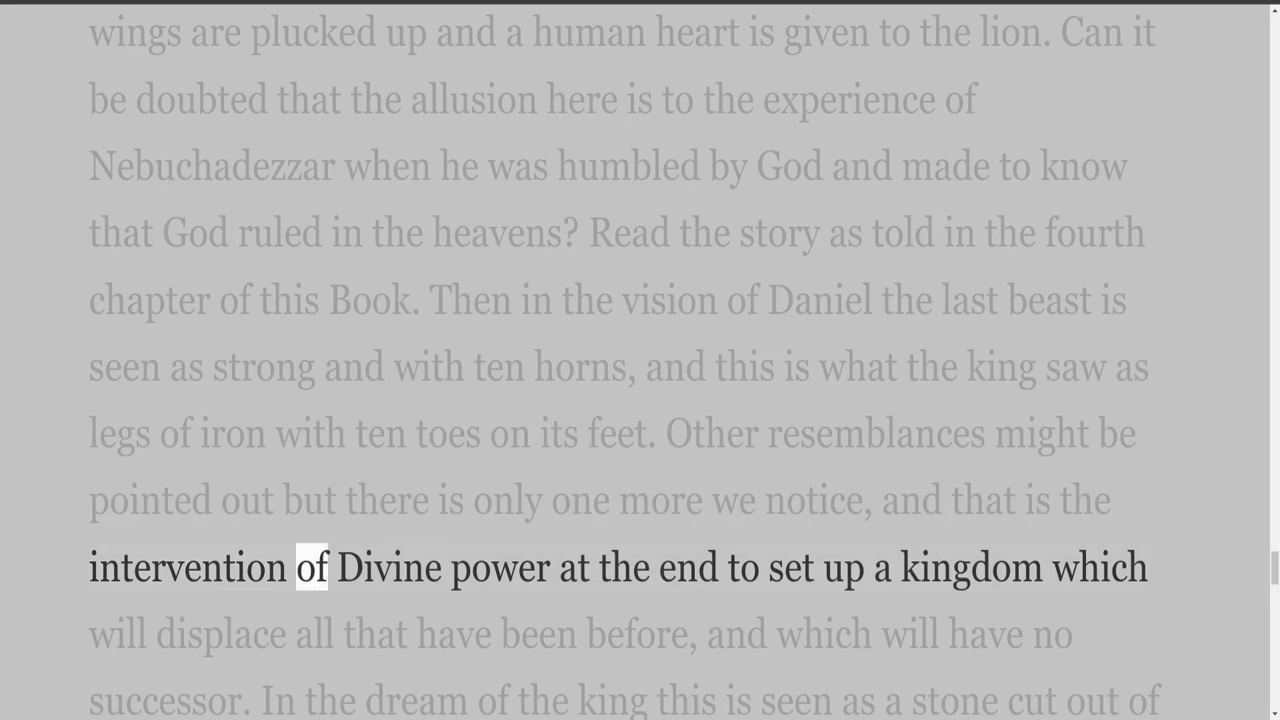 wings are plucked up and a human heart is given to the lion. Can it
be doubted that the allusion here is to the experience of
Nebuchadezzar when he was humbled by God and made to know
that God ruled in the heavens? Read the story as told in the fourth
chapter of this Book. Then in the vision of Daniel the last beast is
seen as strong and with ten horns, and this is what the king saw as
legs of iron with ten toes on its feet. Other resemblances might be
pointed out but there is only one more we notice, and that is the
intervention of Divine power at the end to set up a kingdom which
will displace all that have been before, and which will have no
successor. In the dream of the king this is seen as a stone cut out of